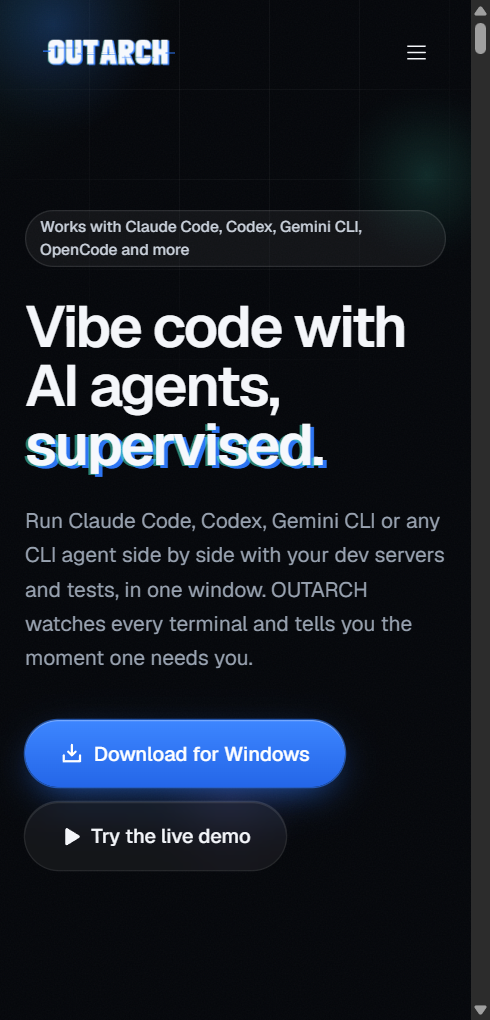 OUTARCH
Works with Claude Code, Codex, Gemini CLI,
OpenCode and more
Vibe code with
AI agents,
supervised.
Run Claude Code, Codex, Gemini CLI or any
CLI agent side by side with your dev servers
and tests, in one window. OUTARCH
watches every terminal and tells you the
moment one needs you.
Download for Windows
Try the live demo